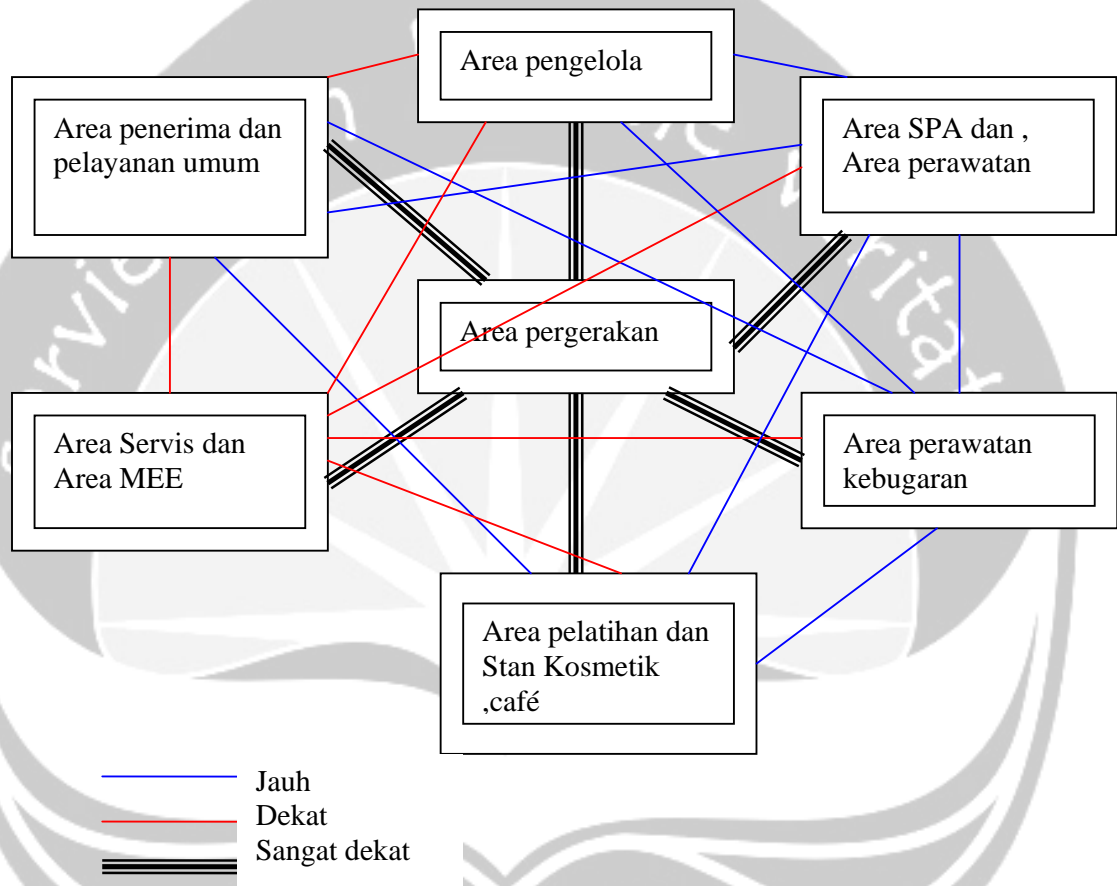 Area pengelola
Area penerima dan
pelayanan umum
Area SPA dan ,
Area perawatan
Area pergerakan
Area Servis dan
Area MEE
Area perawatan
kebugaran
Area pelatihan dan
Stan Kosmetik
,café
Jauh
Dekat
Sangat dekat